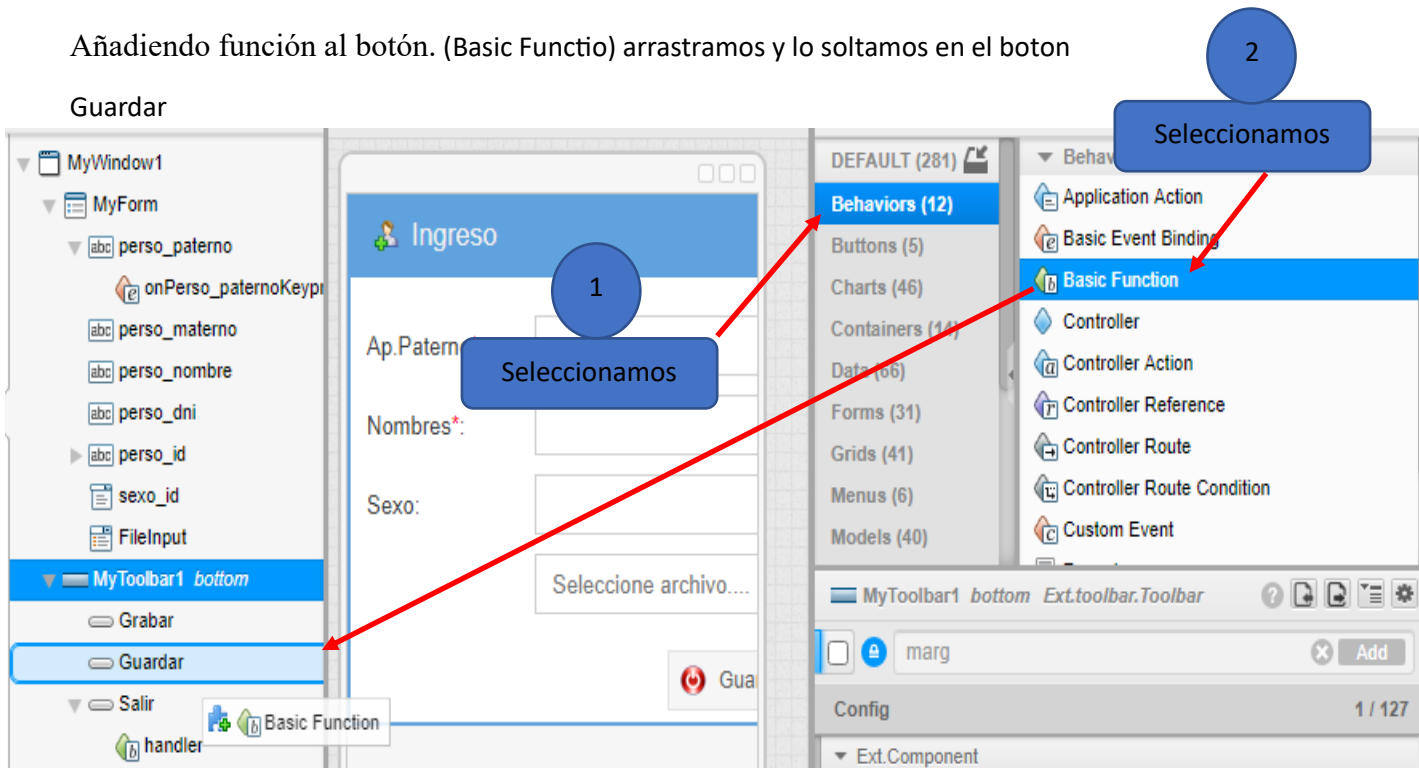 Añadiendo función al botón. (Basic Functio) arrastramos y lo soltamos en el boton
Guardar
2
Seleccionamos
MyWindow1
MyForm
perso_paterno
onPerso_paternoKeypr
perso_materno
perso_nombre
perso_dni
perso_id
sexo_id
FileInput
MyToolbar1 bottom
Grabar
Guardar
Salir
handler
Basic Function
Ingreso
1
Seleccionamos
Ap.Patern
Nombres*:
Sexo:
Seleccione archivo....
Gua
DEFAULT (281)
Behaviors (12)
Buttons (5)
Charts (46)
Containers (14)
Data (66)
Forms (31)
Grids (41)
Menus (6)
Models (40)
Behav
Application Action
Basic Event Binding
Basic Function
Controller
Controller Action
Controller Reference
Controller Route
Controller Route Condition
Custom Event
MyToolbar1 bottom Ext.toolbar.Toolbar
marg
Add
Config 1 / 127
Ext.Component